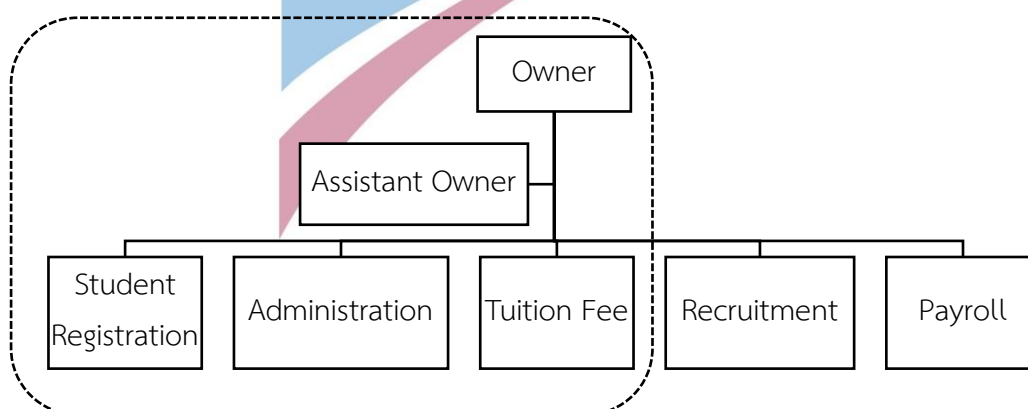 Owner
Assistant Owner
Student
Registration
Administration
Tuition Fee
Recruitment
Payroll